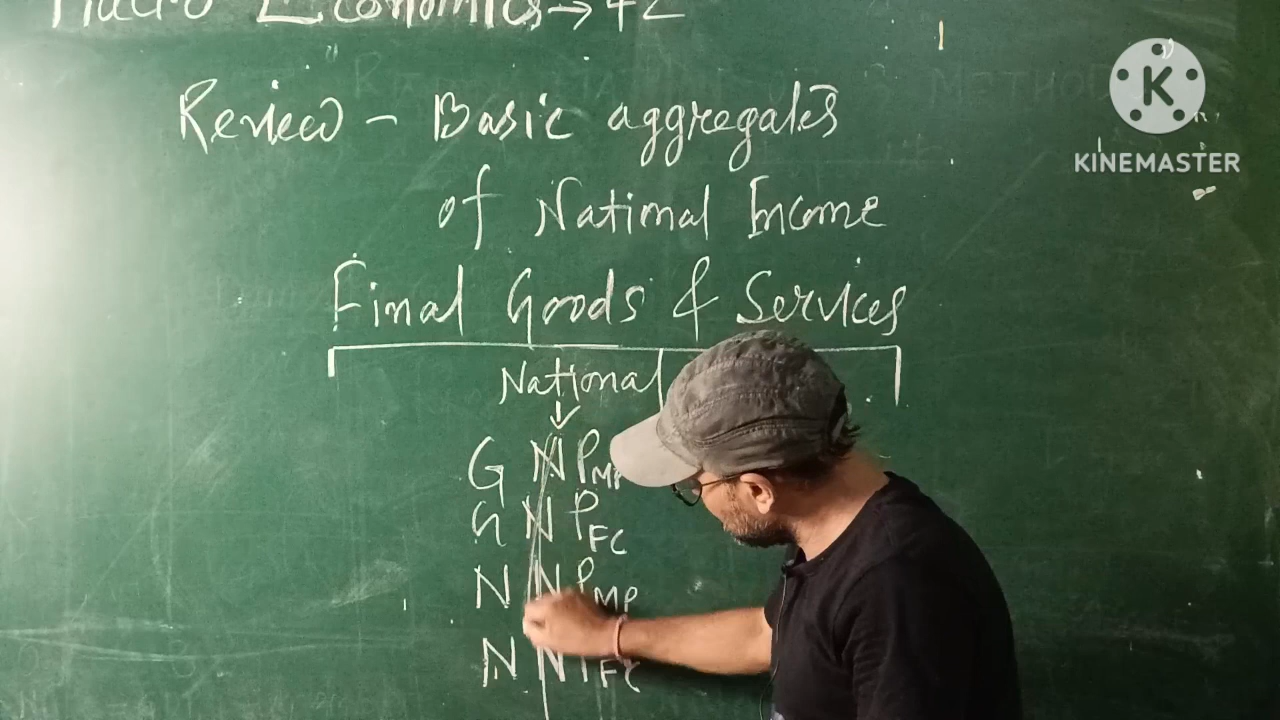 Macro Economics → 42
Review - Basic aggregates
of National Income
Final Goods & Services
National
G N P MP
G N P FC
N N P MP
N N P FC
K
KINEMASTER